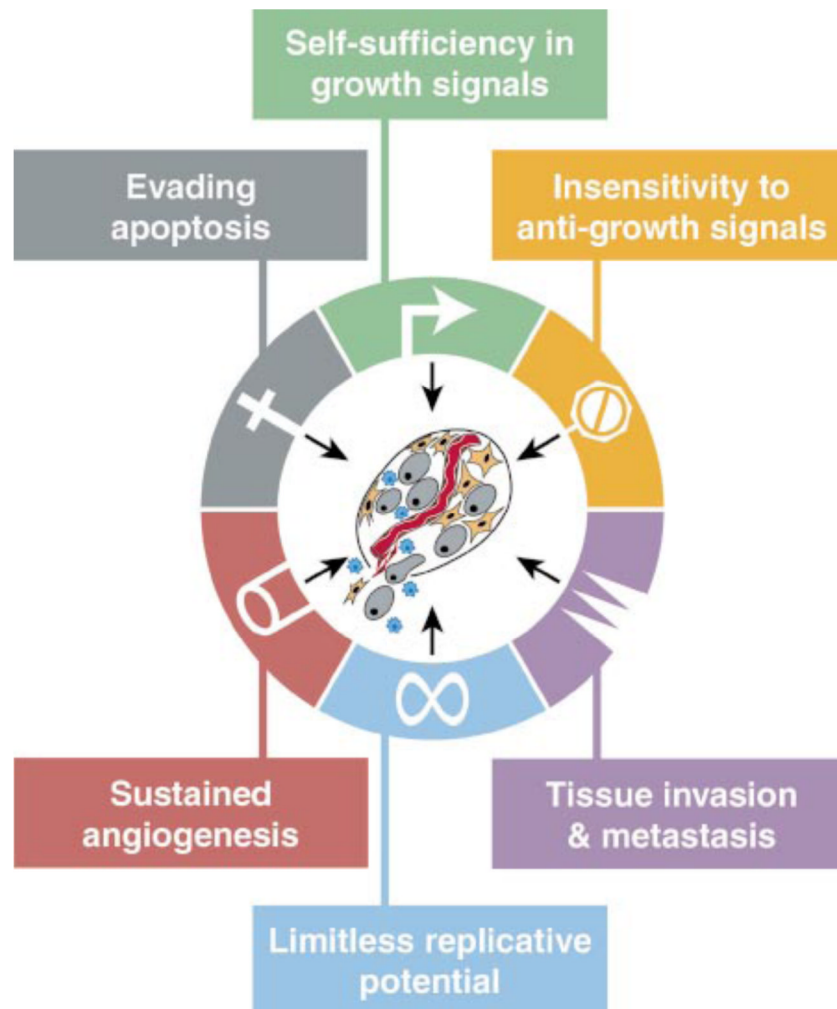 Self-sufficiency in
growth signals
Evading
apoptosis
Insensitivity to
anti-growth signals
Sustained
angiogenesis
Tissue invasion
& metastasis
Limitless replicative
potential